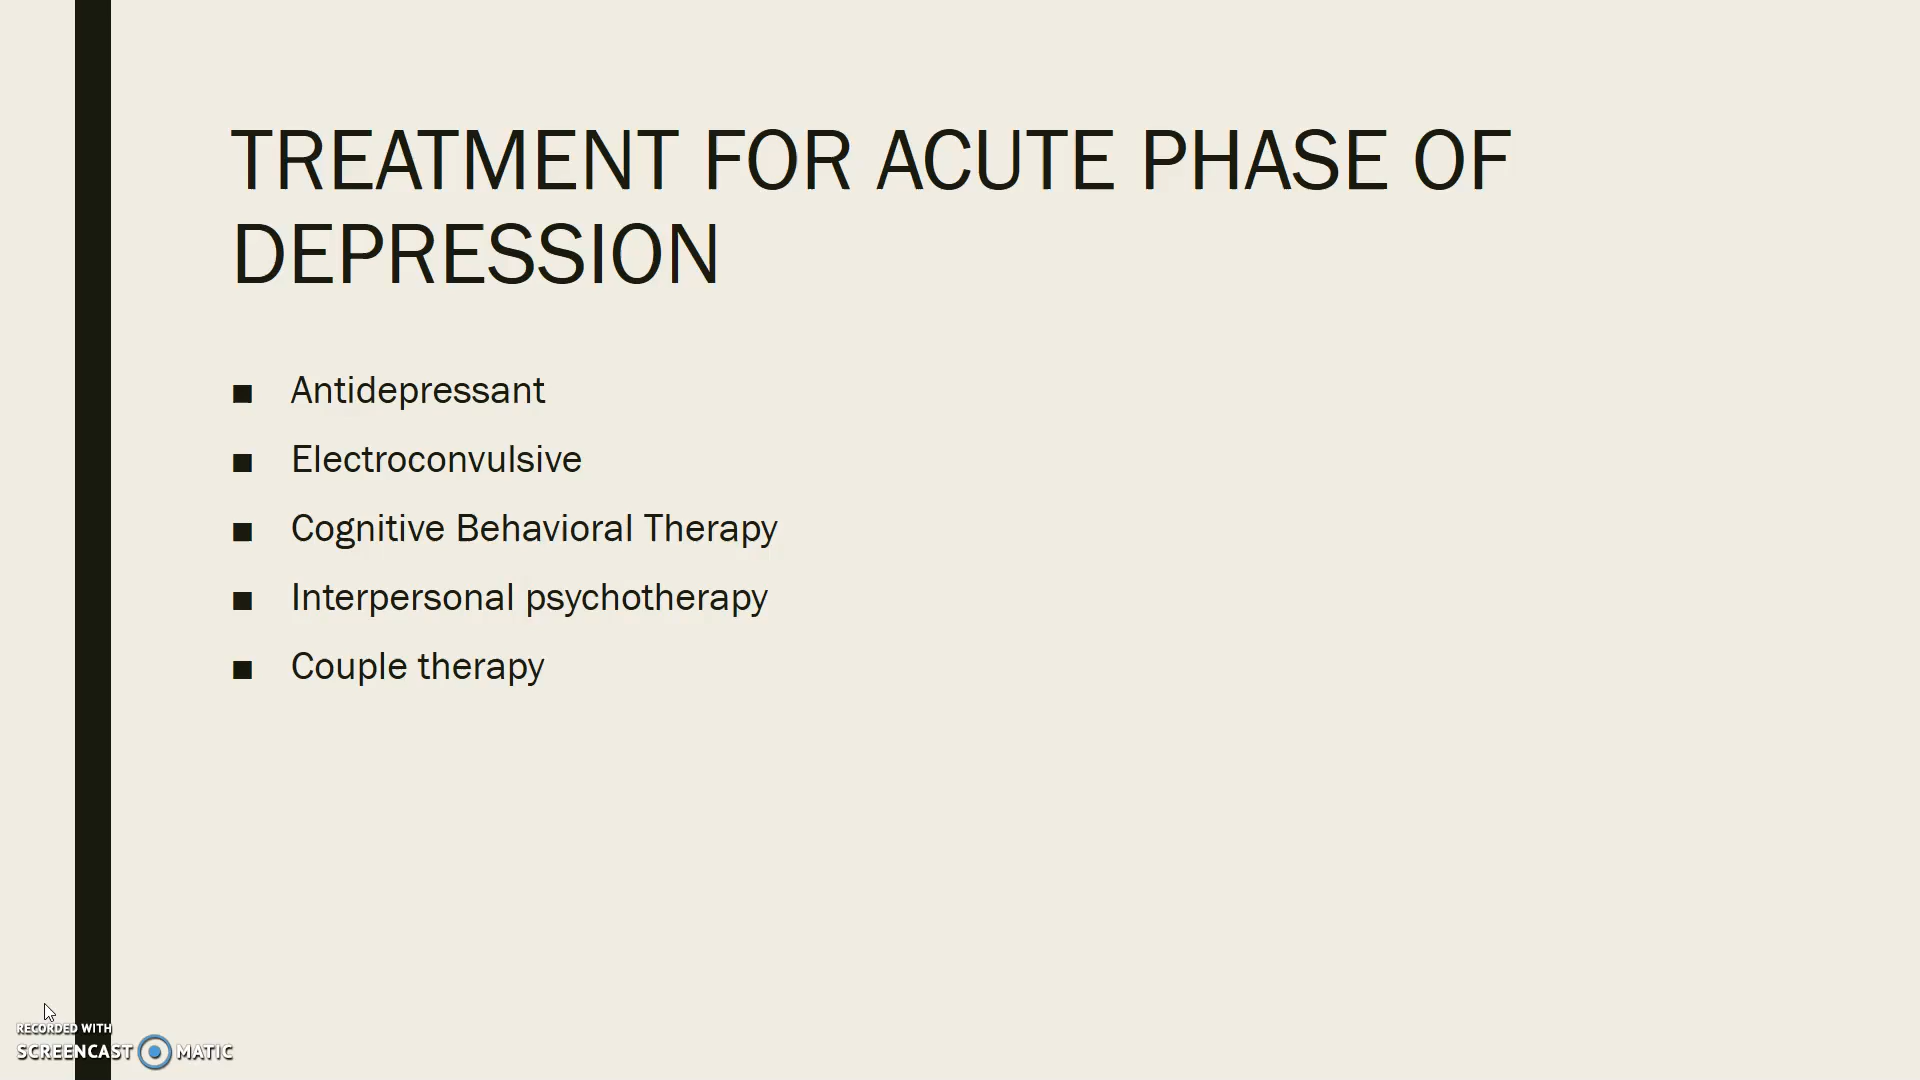 TREATMENT FOR ACUTE PHASE OF
DEPRESSION
■ Antidepressant
■ Electroconvulsive
■ Cognitive Behavioral Therapy
■ Interpersonal psychotherapy
■ Couple therapy
RECORDED WITH
SCREENCAST MATIC